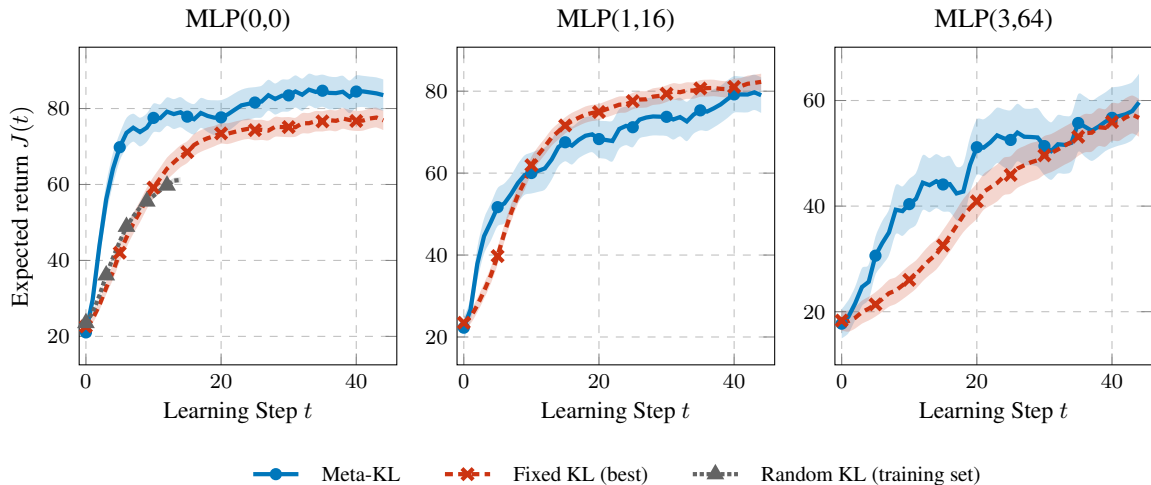 MLP(0,0) MLP(1,16) MLP(3,64)
Expected return J(t)
80
60
40
20
0 20 40
Learning Step t
80
60
40
20
0 20 40
Learning Step t
60
40
20
0 20 40
Learning Step t
Meta-KL Fixed KL (best) Random KL (training set)